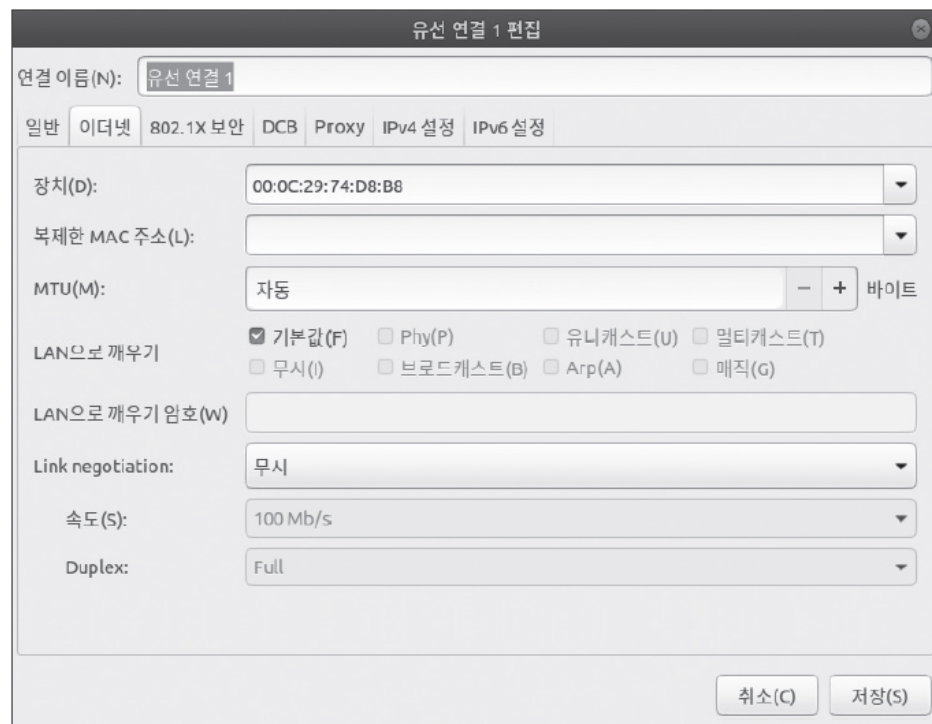 유선 연결 1 편집
연결 이름(N): 유선 연결 1
일반 이더넷 802.1X 보안 DCB Proxy IPv4 설정 IPv6 설정
장치(D): 00:0C:29:74:D8:B8
복제한 MAC 주소(L):
MTU(M): 자동 - + 바이트
LAN으로 깨우기
기본값(F) Phy(P) 유니캐스트(U) 멀티캐스트(T)
무시(I) 브로드캐스트(B) Arp(A) 매직(G)
LAN으로 깨우기 암호(W)
Link negotiation: 무시
속도(S): 100 Mb/s
Duplex: Full
취소(C) 저장(S)